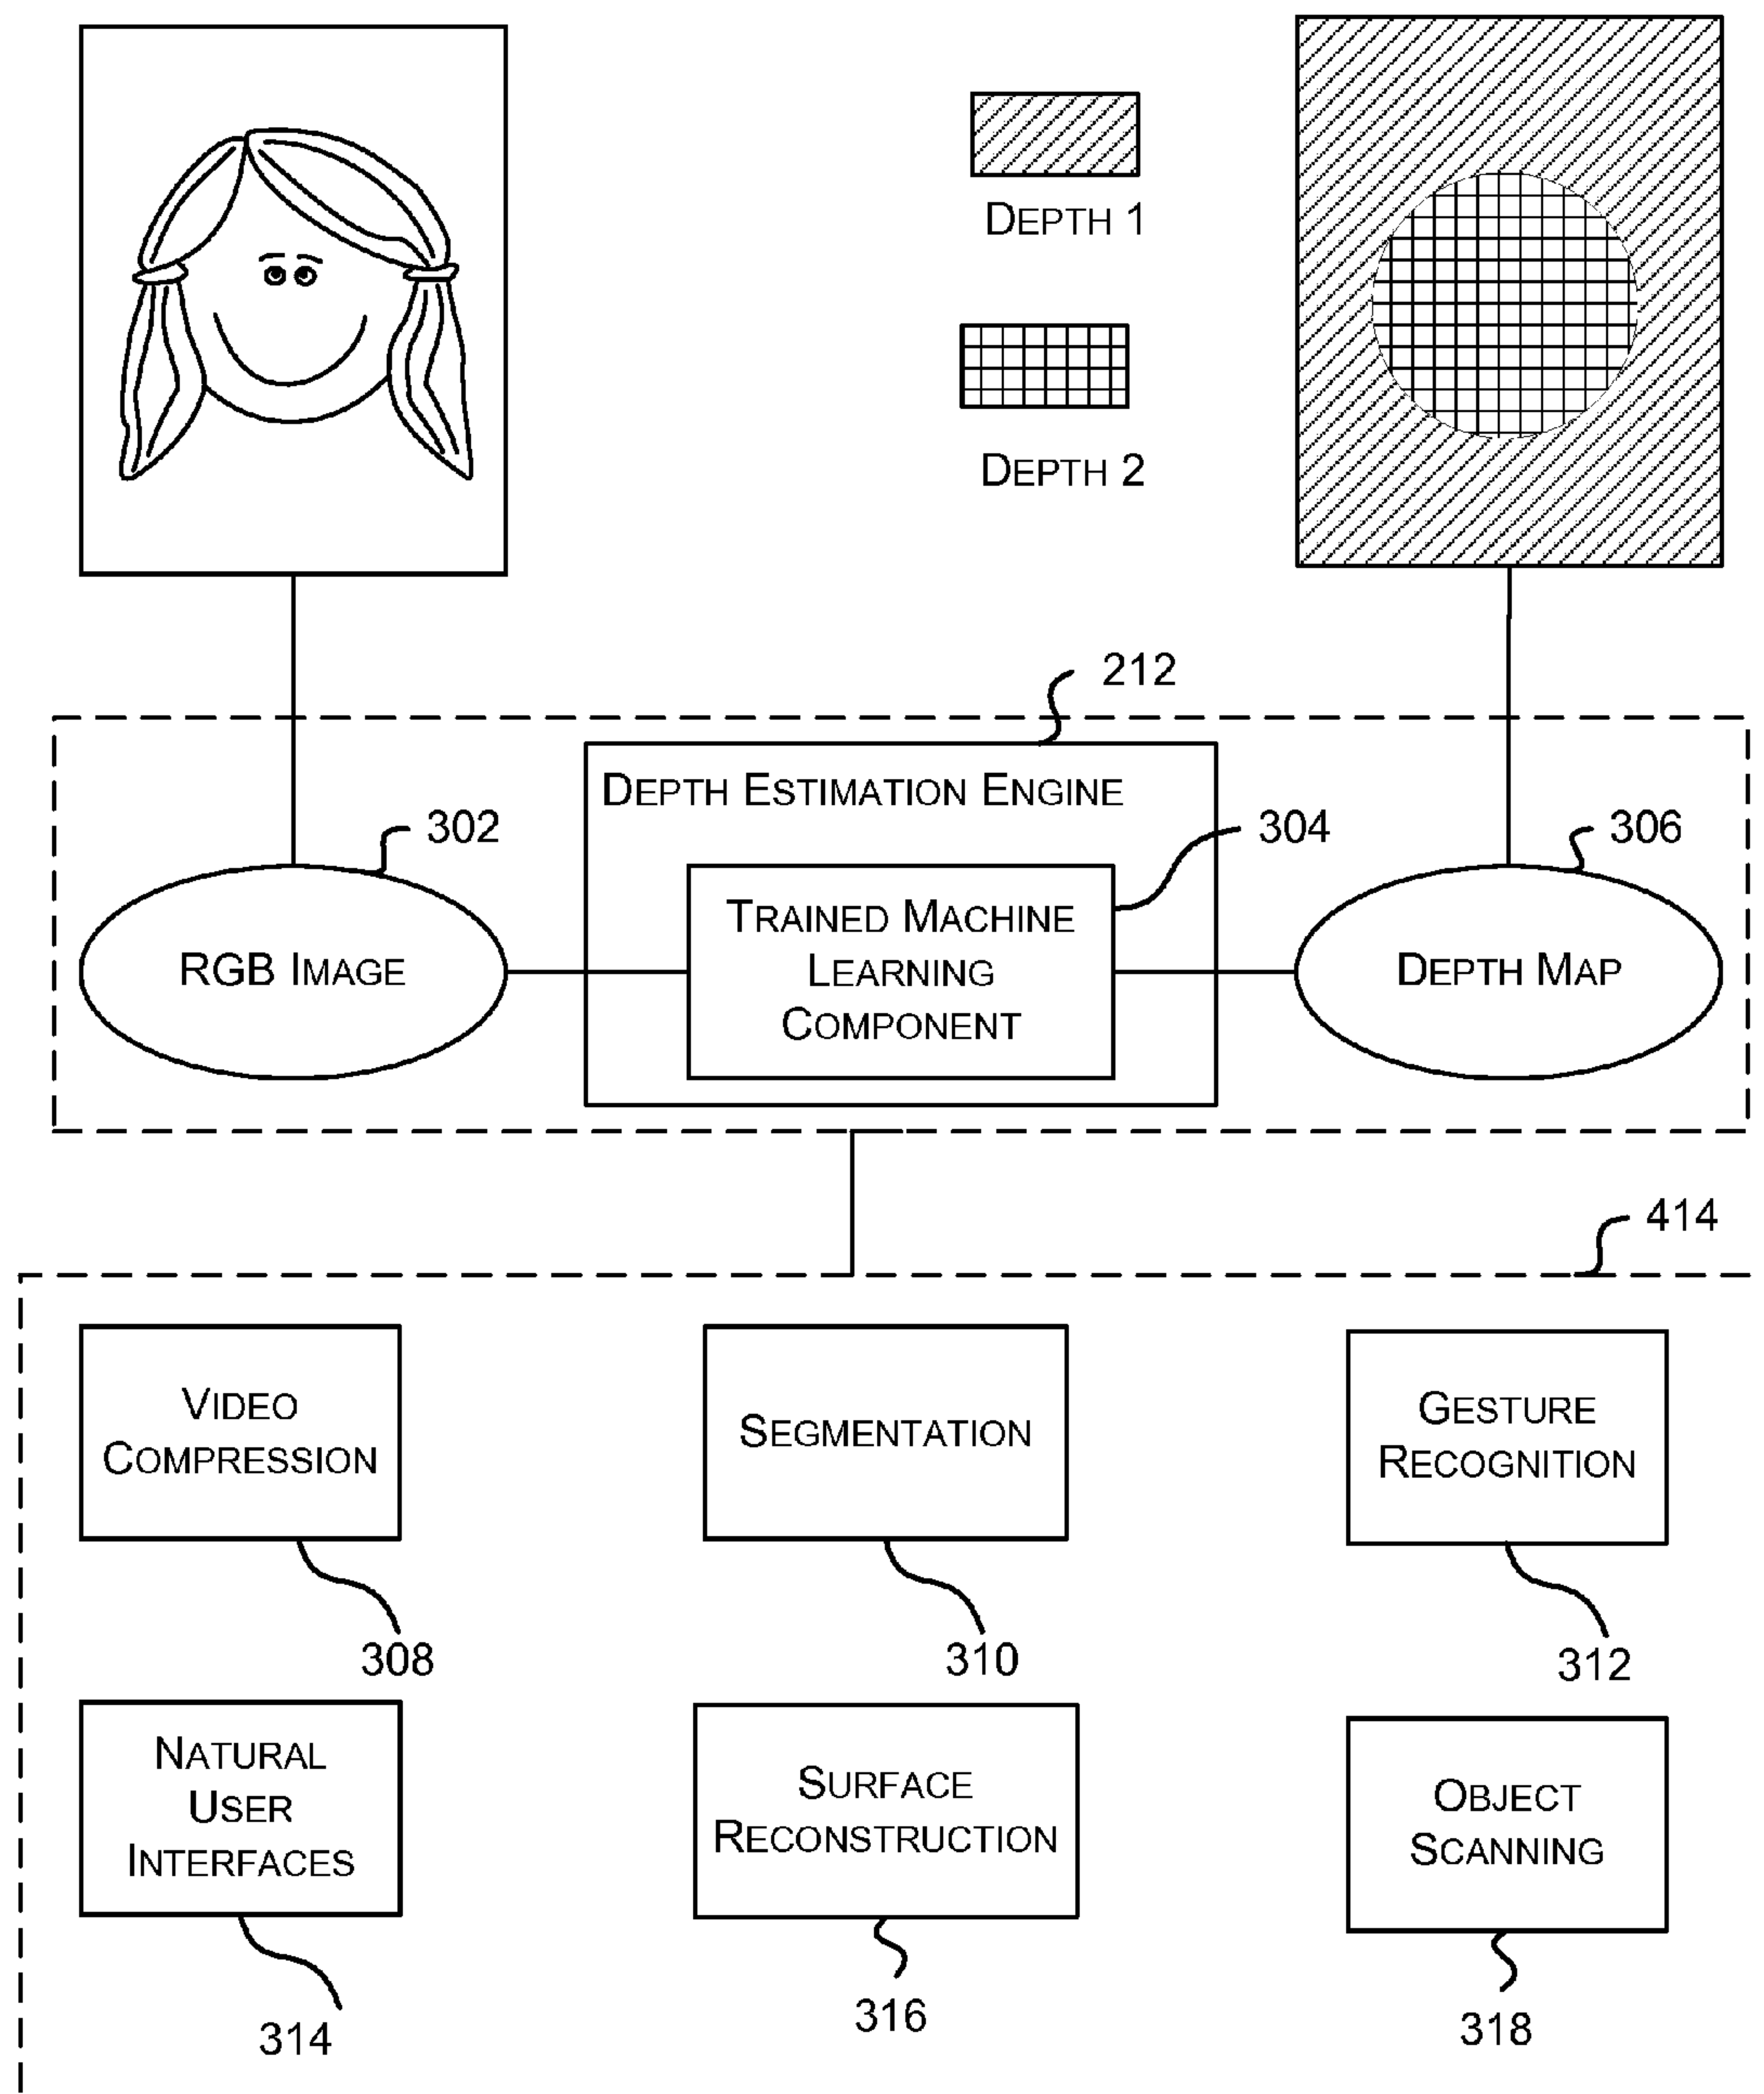 DEPTH 1
DEPTH 2
212
DEPTH ESTIMATION ENGINE
302
304
306
RGB IMAGE
TRAINED MACHINE
LEARNING
COMPONENT
DEPTH MAP
414
VIDEO
COMPRESSION
SEGMENTATION
GESTURE
RECOGNITION
308
310
312
NATURAL
USER
INTERFACES
SURFACE
RECONSTRUCTION
OBJECT
SCANNING
314
316
318